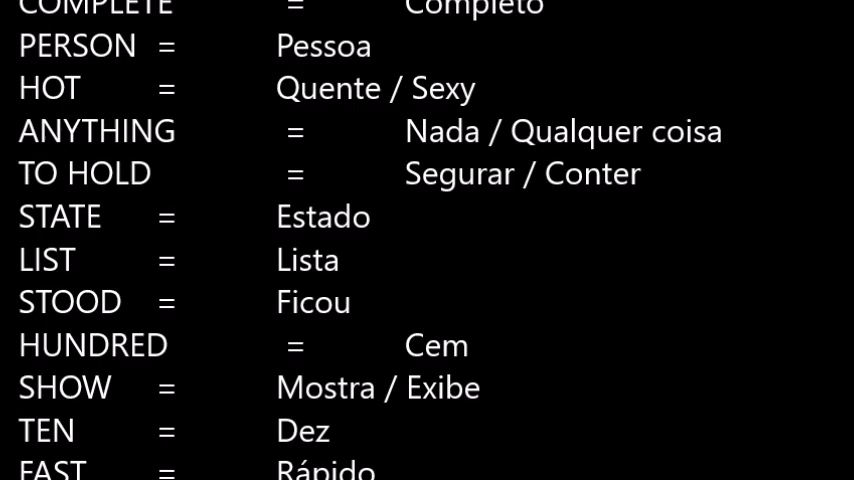 COMPLETE = Completo
PERSON = Pessoa
HOT = Quente / Sexy
ANYTHING = Nada / Qualquer coisa
TO HOLD = Segurar / Conter
STATE = Estado
LIST = Lista
STOOD = Ficou
HUNDRED = Cem
SHOW = Mostra / Exibe
TEN = Dez
FAST = Rápido